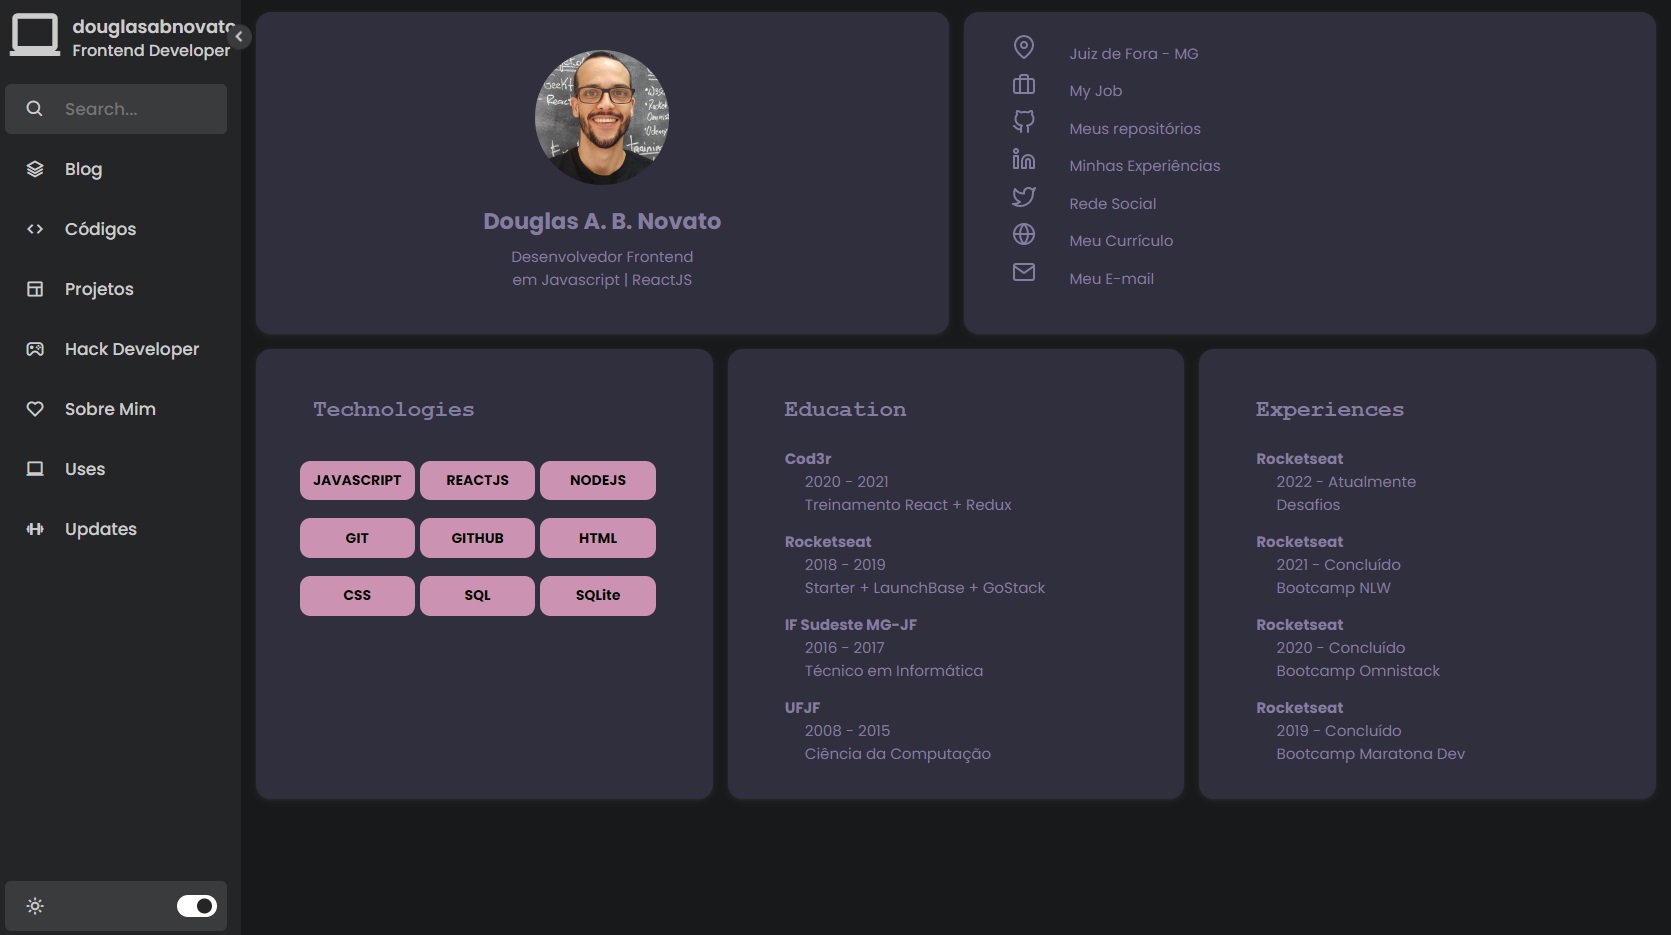 douglasabnovato
Frontend Developer
Search...
Blog
Códigos
Projetos
Hack Developer
Sobre Mim
Uses
Updates
Douglas A. B. Novato
Desenvolvedor Frontend
em Javascript | ReactJS
Juiz de Fora - MG
My Job
Meus repositórios
Minhas Experiências
Rede Social
Meu Currículo
Meu E-mail
Technologies
JAVASCRIPT REACTJS NODEJS
GIT GITHUB HTML
CSS SQL SQLite
Education
Cod3r
2020 - 2021
Treinamento React + Redux
Rocketseat
2018 - 2019
Starter + LaunchBase + GoStack
IF Sudeste MG-JF
2016 - 2017
Técnico em Informática
UFJF
2008 - 2015
Ciência da Computação
Experiences
Rocketseat
2022 - Atualmente
Desafios
Rocketseat
2021 - Concluído
Bootcamp NLW
Rocketseat
2020 - Concluído
Bootcamp Omnistack
Rocketseat
2019 - Concluído
Bootcamp Maratona Dev